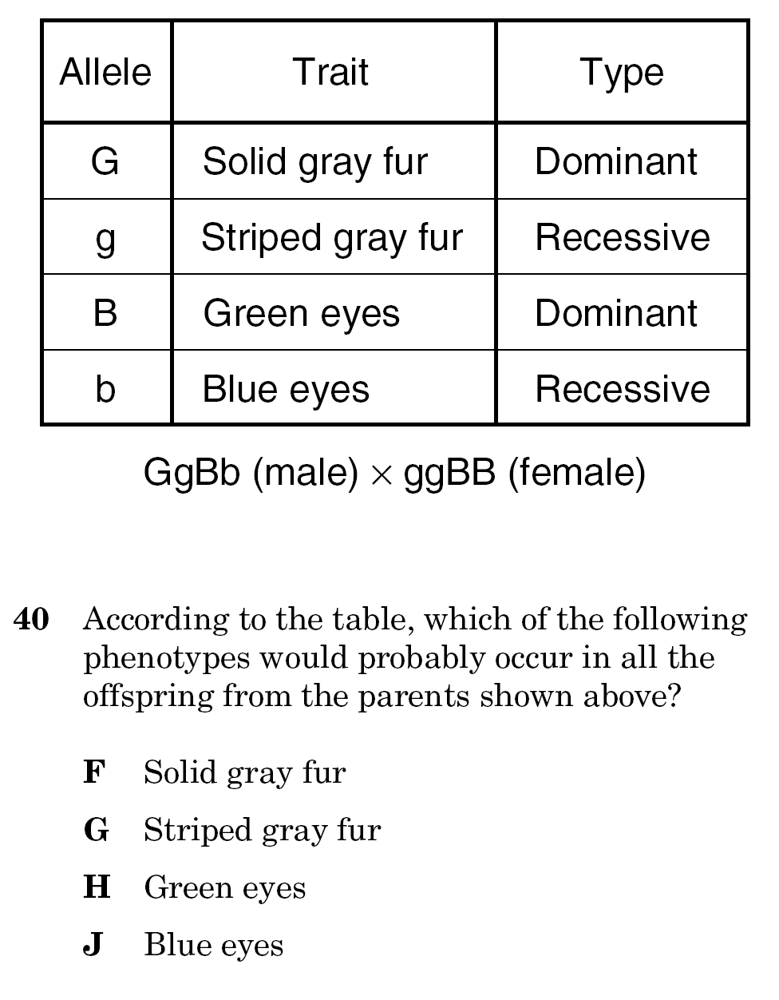 Allele Trait Type
G Solid gray fur Dominant
g Striped gray fur Recessive
B Green eyes Dominant
b Blue eyes Recessive
GgBb (male) × ggBB (female)
40 According to the table, which of the following
phenotypes would probably occur in all the
offspring from the parents shown above?
F Solid gray fur
G Striped gray fur
H Green eyes
J Blue eyes